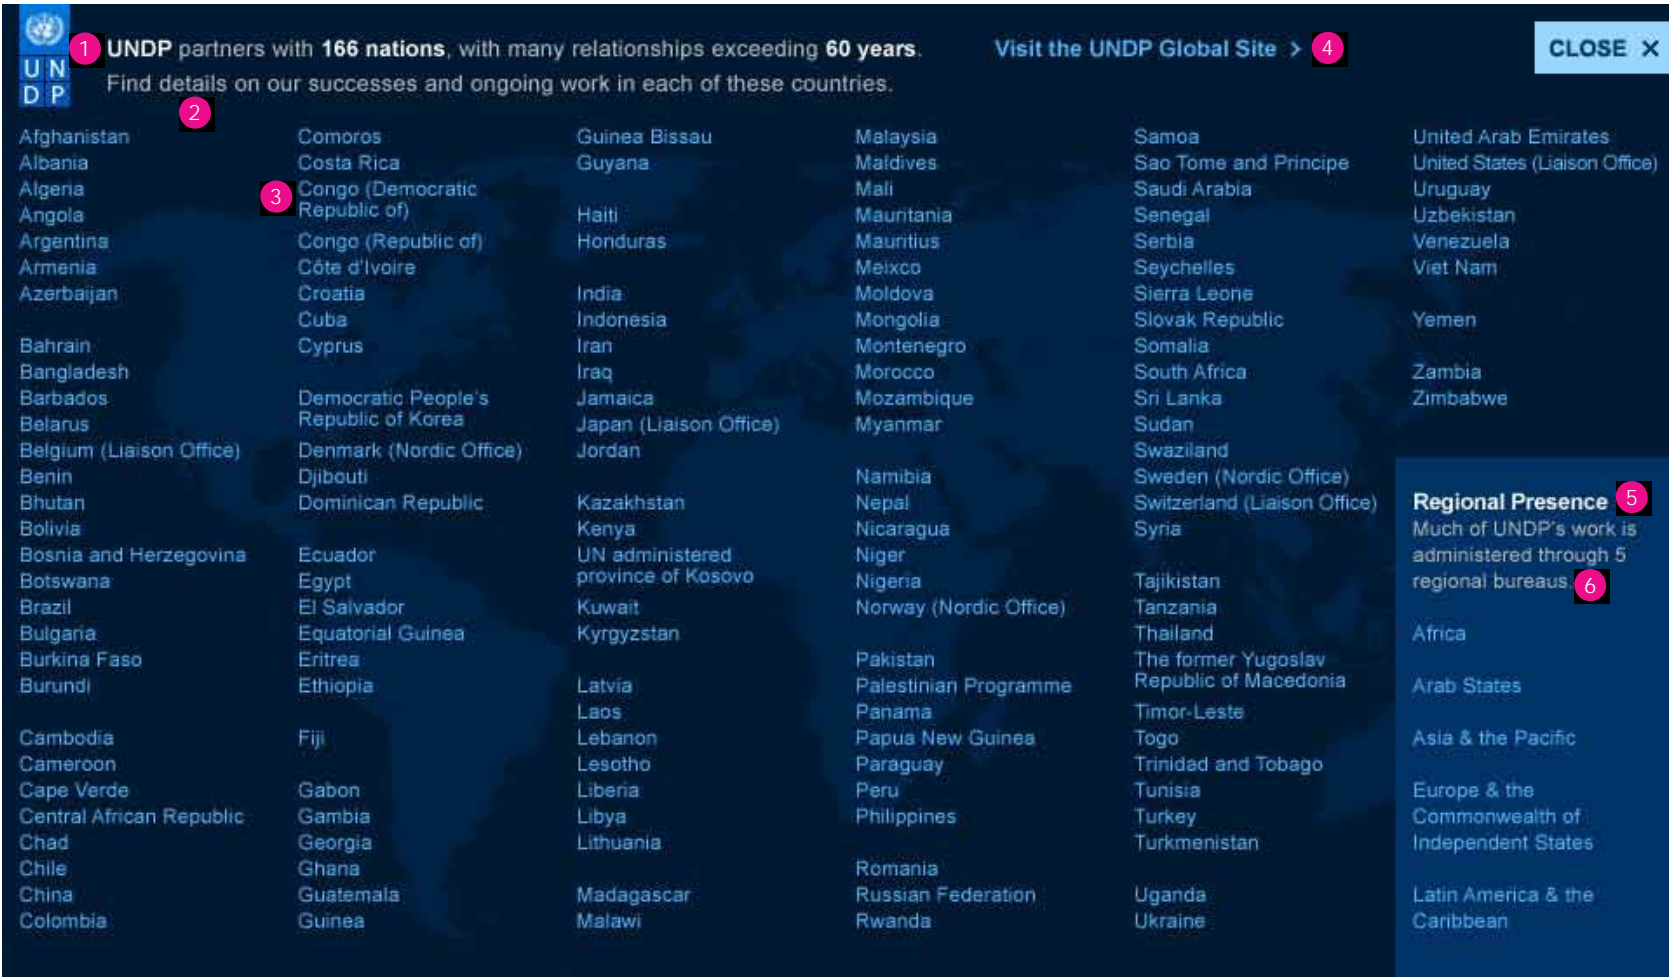 UN
DP
1
UNDP partners with 166 nations, with many relationships exceeding 60 years.
Find details on our successes and ongoing work in each of these countries.
2
Visit the UNDP Global Site >
4
CLOSE X
Afghanistan
Albania
Algeria
Angola
Argentina
Armenia
Azerbaijan
Bahrain
Bangladesh
Barbados
Belarus
Belgium (Liaison Office)
Benin
Bhutan
Bolivia
Bosnia and Herzegovina
Botswana
Brazil
Bulgaria
Burkina Faso
Burundi
Cambodia
Cameroon
Cape Verde
Central African Republic
Chad
Chile
China
Colombia
Comoros
Costa Rica
3
Congo (Democratic
Republic of)
Congo (Republic of)
Côte d'Ivoire
Croatia
Cuba
Cyprus
Democratic People's
Republic of Korea
Denmark (Nordic Office)
Djibouti
Dominican Republic
Ecuador
Egypt
El Salvador
Equatorial Guinea
Eritrea
Ethiopia
Fiji
Gabon
Gambia
Georgia
Ghana
Guatemala
Guinea
Guinea Bissau
Guyana
Haiti
Honduras
India
Indonesia
Iran
Iraq
Jamaica
Japan (Liaison Office)
Jordan
Kazakhstan
Kenya
UN administered
province of Kosovo
Kuwait
Kyrgyzstan
Latvia
Laos
Lebanon
Lesotho
Liberia
Libya
Lithuania
Madagascar
Malawi
Malaysia
Maldives
Mali
Mauritania
Mauritius
Meixco
Moldova
Mongolia
Montenegro
Morocco
Mozambique
Myanmar
Namibia
Nepal
Nicaragua
Niger
Nigeria
Norway (Nordic Office)
Pakistan
Palestinian Programme
Panama
Papua New Guinea
Paraguay
Peru
Philippines
Romania
Russian Federation
Rwanda
Samoa
Sao Tome and Principe
Saudi Arabia
Senegal
Serbia
Seychelles
Sierra Leone
Slovak Republic
Somalia
South Africa
Sri Lanka
Sudan
Swaziland
Sweden (Nordic Office)
Switzerland (Liaison Office)
Syria
Tajikistan
Tanzania
Thailand
The former Yugoslav
Republic of Macedonia
Timor-Leste
Togo
Trinidad and Tobago
Tunisia
Turkey
Turkmenistan
Uganda
Ukraine
United Arab Emirates
United States (Liaison Office)
Uruguay
Uzbekistan
Venezuela
Viet Nam
Yemen
Zambia
Zimbabwe
Regional Presence
5
Much of UNDP's work is
administered through 5
regional bureaus.
6
Africa
Arab States
Asia & the Pacific
Europe & the
Commonwealth of
Independent States
Latin America & the
Caribbean